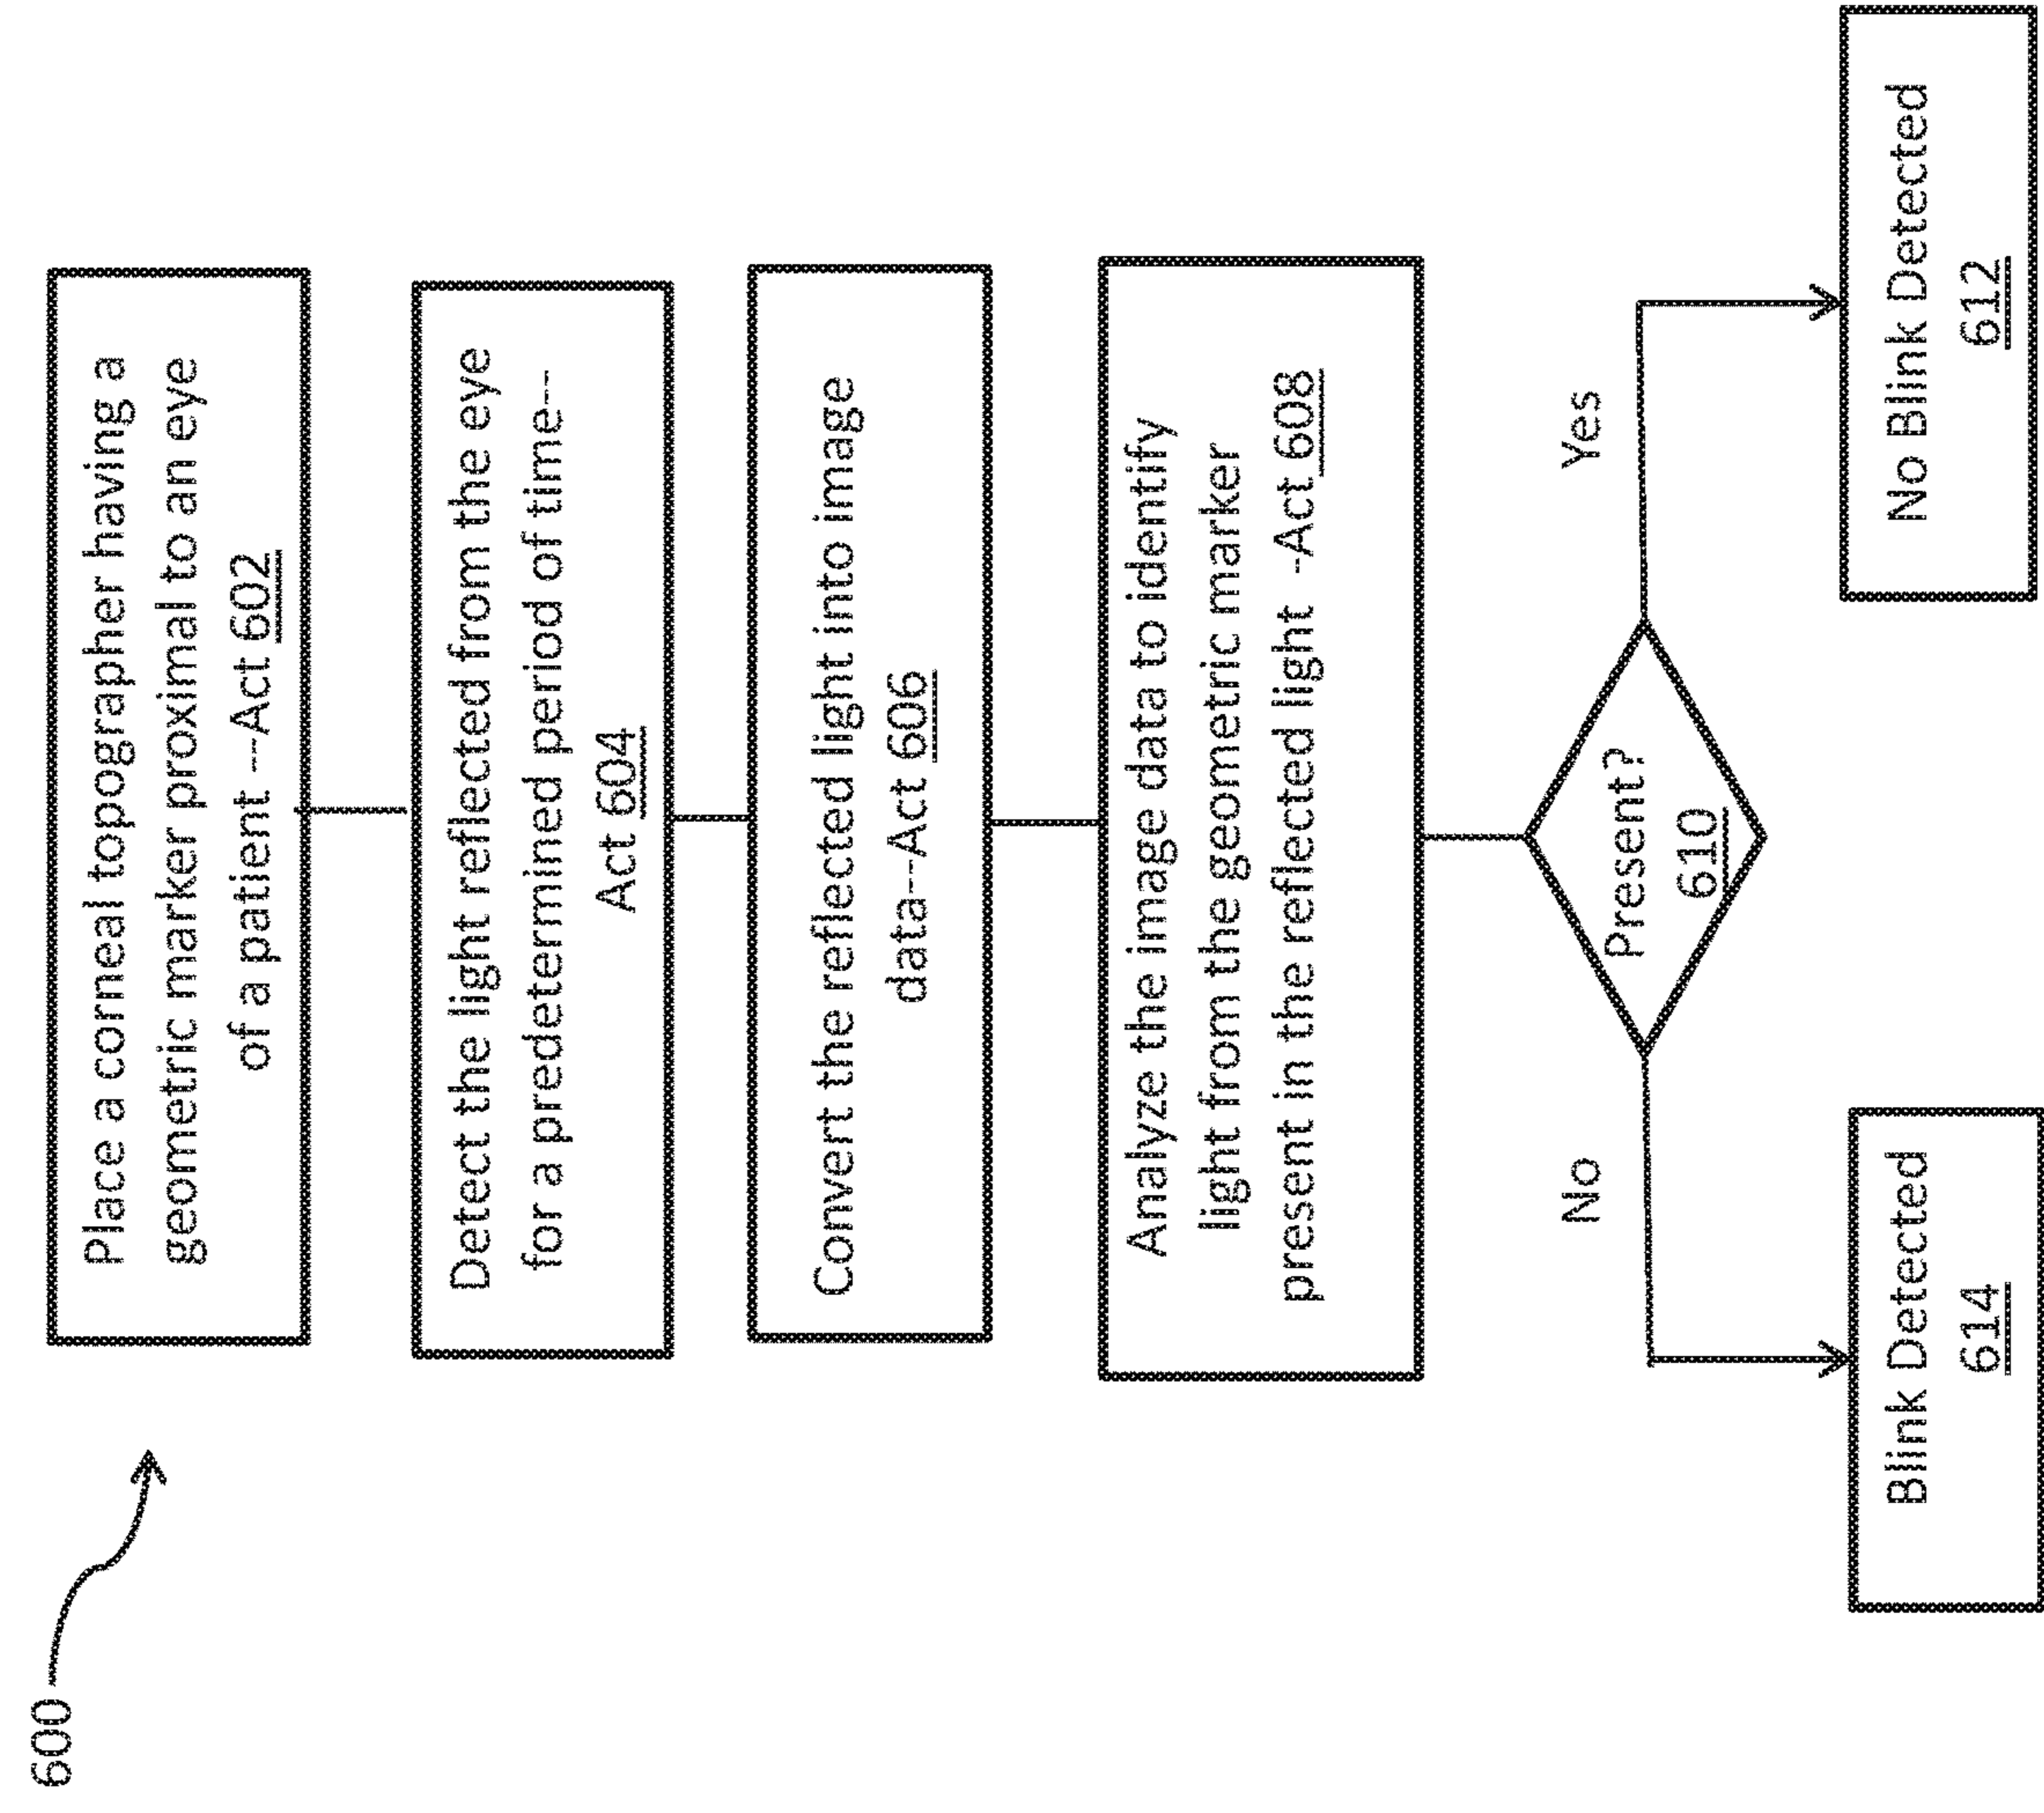 600
Place a corneal topographer having a
geometric marker proximal to an eye
of a patient --Act 602
Detect the light reflected from the eye
for a predetermined period of time--
Act 604
Convert the reflected light into image
data--Act 606
Analyze the image data to identify
light from the geometric marker
present in the reflected light -Act 608
Present?
610
No
Yes
Blink Detected
614
No Blink Detected
612